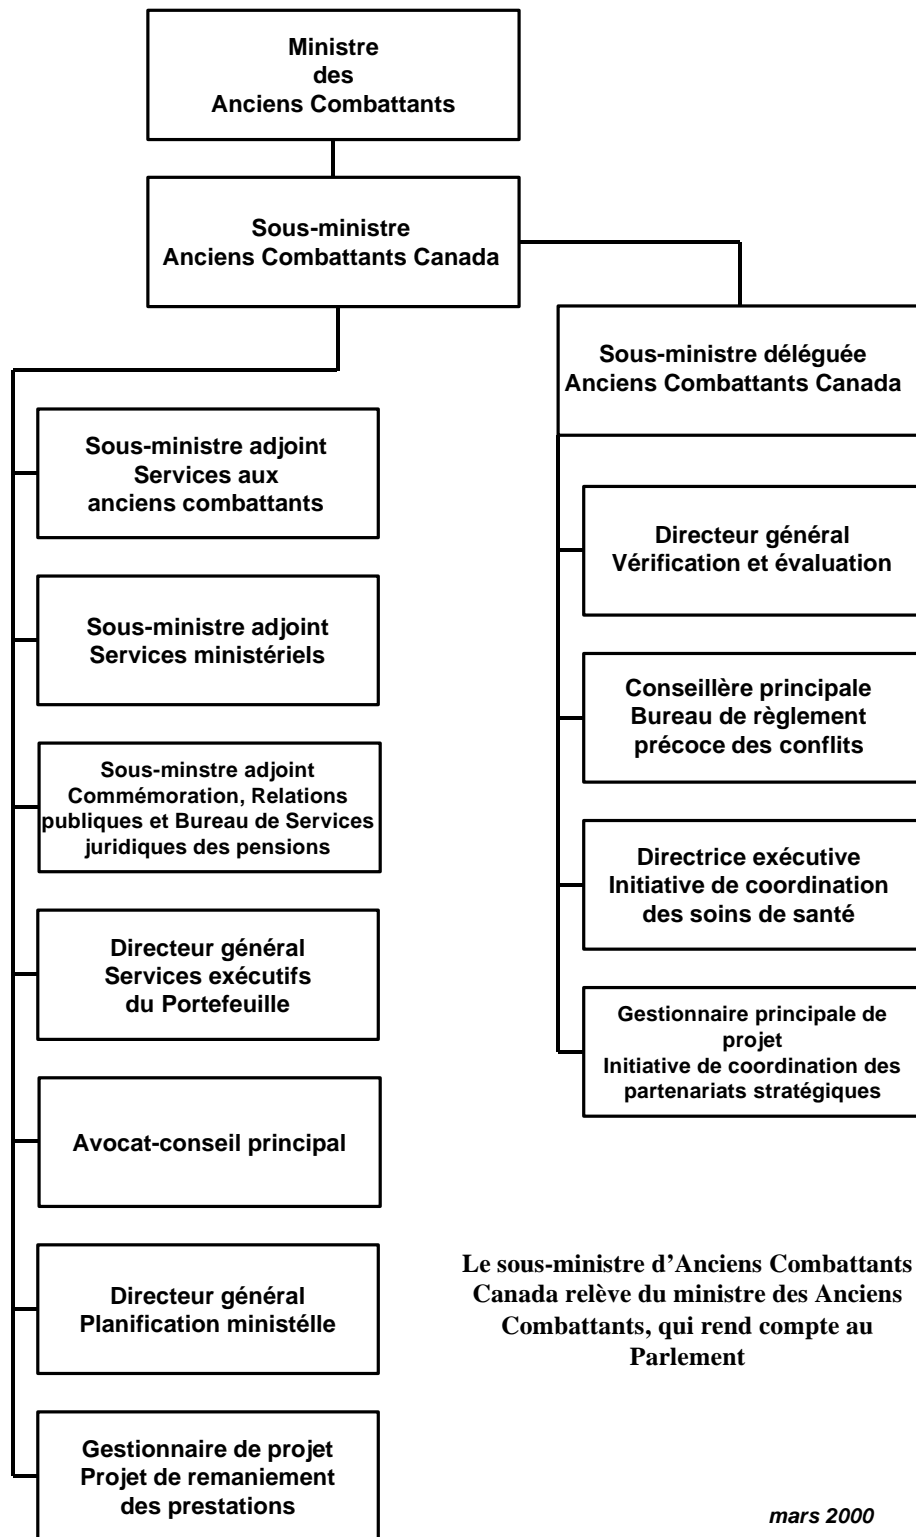 Ministre
des
Anciens Combattants
Sous-ministre
Anciens Combattants Canada
Sous-ministre déléguée
Anciens Combattants Canada
Sous-ministre adjoint
Services aux
anciens combattants
Sous-ministre adjoint
Services ministériels
Sous-minstre adjoint
Commémoration, Relations
publiques et Bureau de Services
juridiques des pensions
Directeur général
Services exécutifs
du Portefeuille
Avocat-conseil principal
Directeur général
Planification ministélle
Gestionnaire de projet
Projet de remaniement
des prestations
Directeur général
Vérification et évaluation
Conseillère principale
Bureau de règlement
précoce des conflits
Directrice exécutive
Initiative de coordination
des soins de santé
Gestionnaire principale de
projet
Initiative de coordination des
partenariats stratégiques
Le sous-ministre d’Anciens Combattants
Canada relève du ministre des Anciens
Combattants, qui rend compte au
Parlement
mars 2000